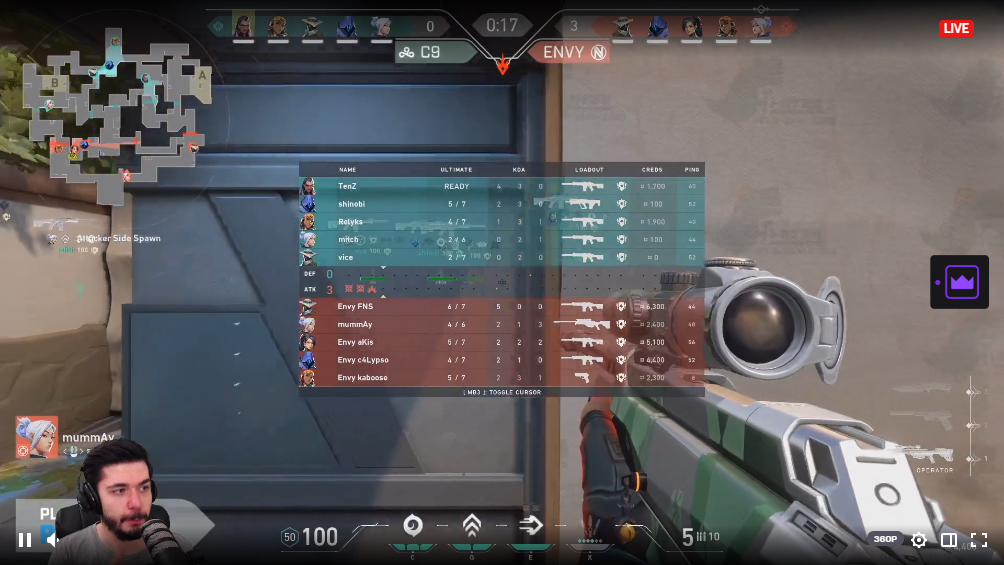 0 0:17 3
LIVE
C9 ENVY
B A
NAME ULTIMATE KDA LOADOUT CREDS PING
TenZ READY 4 3 0 1,700
shinobi 5 / 7 2 3 100 52
Relyks 4 / 7 1 3 1 1,900
mitch 2 / 6 0 2 1 100 44
vice 2 / 7 0 2 0 0 52
DEF 0
ATK 3
Envy FNS 6 / 7 5 0 0 6,300 44
mummAy 4 / 6 2 1 3 2,400
Envy aKis 5 / 7 2 2 2 5,100
Envy c4Lypso 4 / 7 2 1 0 4,400 52
Envy kaboose 5 / 7 2 3 1 2,300
[ MB3 ]: TOGGLE CURSOR
Attacker Side Spawn
mummAy
OPERATOR
PL
50 100
C Q E X
5 10
360P